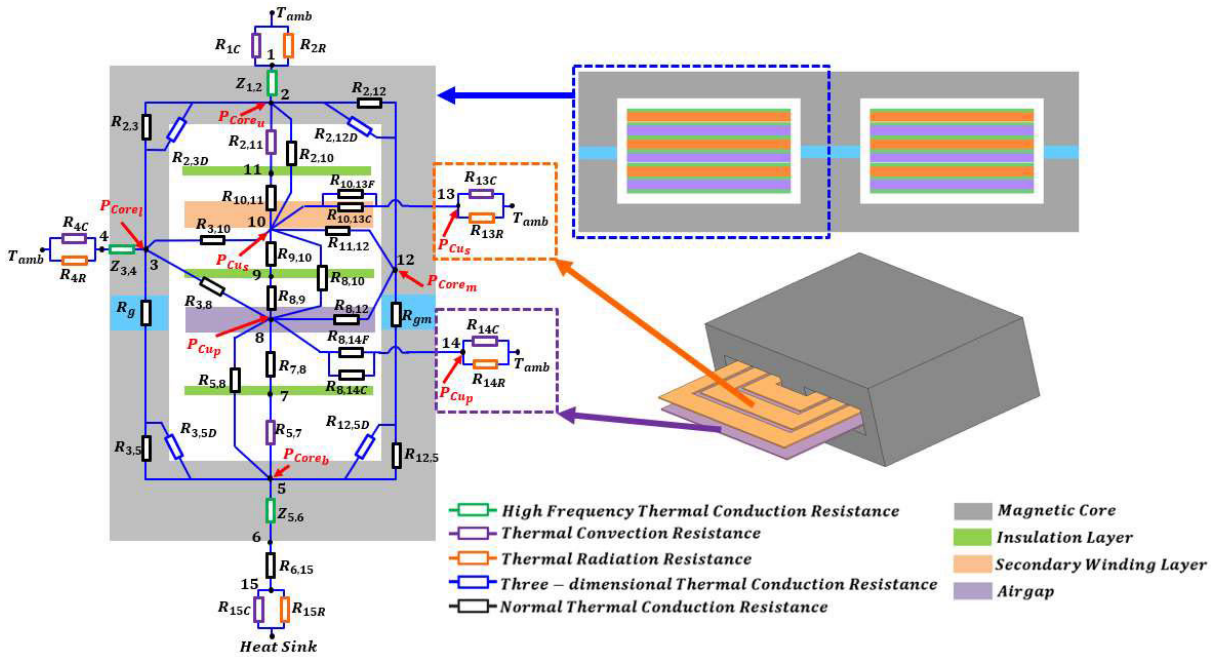 T_amb
R_1C
R_2R
1
Z_1,2
2
P_Core_u
R_2,12
R_2,3
R_2,3D
R_2,11
R_2,10
R_2,12D
11
R_10,11
R_10,13F
13
R_13C
T_amb
R_13R
P_Cu_s
10
R_10,13C
P_Core_l
R_4C
4
T_amb
R_4R
Z_3,4
3
R_3,10
P_Cu_s
R_9,10
R_11,12
12
P_Core_m
9
R_8,10
R_3,8
R_8,9
R_g
R_8,12
R_gm
P_Cu_p
8
R_8,14F
14
R_14C
T_amb
R_14R
P_Cu_p
R_5,8
R_7,8
R_8,14C
7
R_3,5
R_3,5D
R_5,7
R_12,5D
R_12,5
P_Core_b
5
Z_5,6
6
R_6,15
15
R_15C
R_15R
Heat Sink
High Frequency Thermal Conduction Resistance
Thermal Convection Resistance
Thermal Radiation Resistance
Three − dimensional Thermal Conduction Resistance
Normal Thermal Conduction Resistance
Magnetic Core
Insulation Layer
Secondary Winding Layer
Airgap